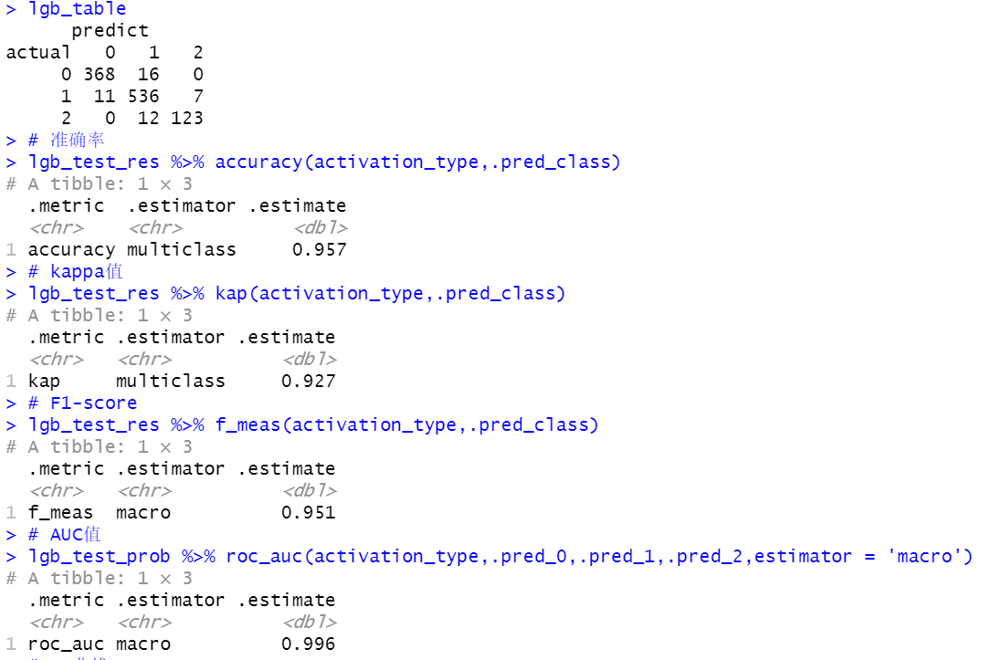 > lgb_table
predict
actual 0 1 2
0 368 16 0
1 11 536 7
2 0 12 123
> # 准确率
> lgb_test_res %>% accuracy(activation_type,.pred_class)
# A tibble: 1 × 3
.metric .estimator .estimate
<chr> <chr> <dbl>
1 accuracy multiclass 0.957
> # kappa值
> lgb_test_res %>% kap(activation_type,.pred_class)
# A tibble: 1 × 3
.metric .estimator .estimate
<chr> <chr> <dbl>
1 kap multiclass 0.927
> # F1-score
> lgb_test_res %>% f_meas(activation_type,.pred_class)
# A tibble: 1 × 3
.metric .estimator .estimate
<chr> <chr> <dbl>
1 f_meas macro 0.951
> # AUC值
> lgb_test_prob %>% roc_auc(activation_type,.pred_0,.pred_1,.pred_2,estimator = 'macro')
# A tibble: 1 × 3
.metric .estimator .estimate
<chr> <chr> <dbl>
1 roc_auc macro 0.996